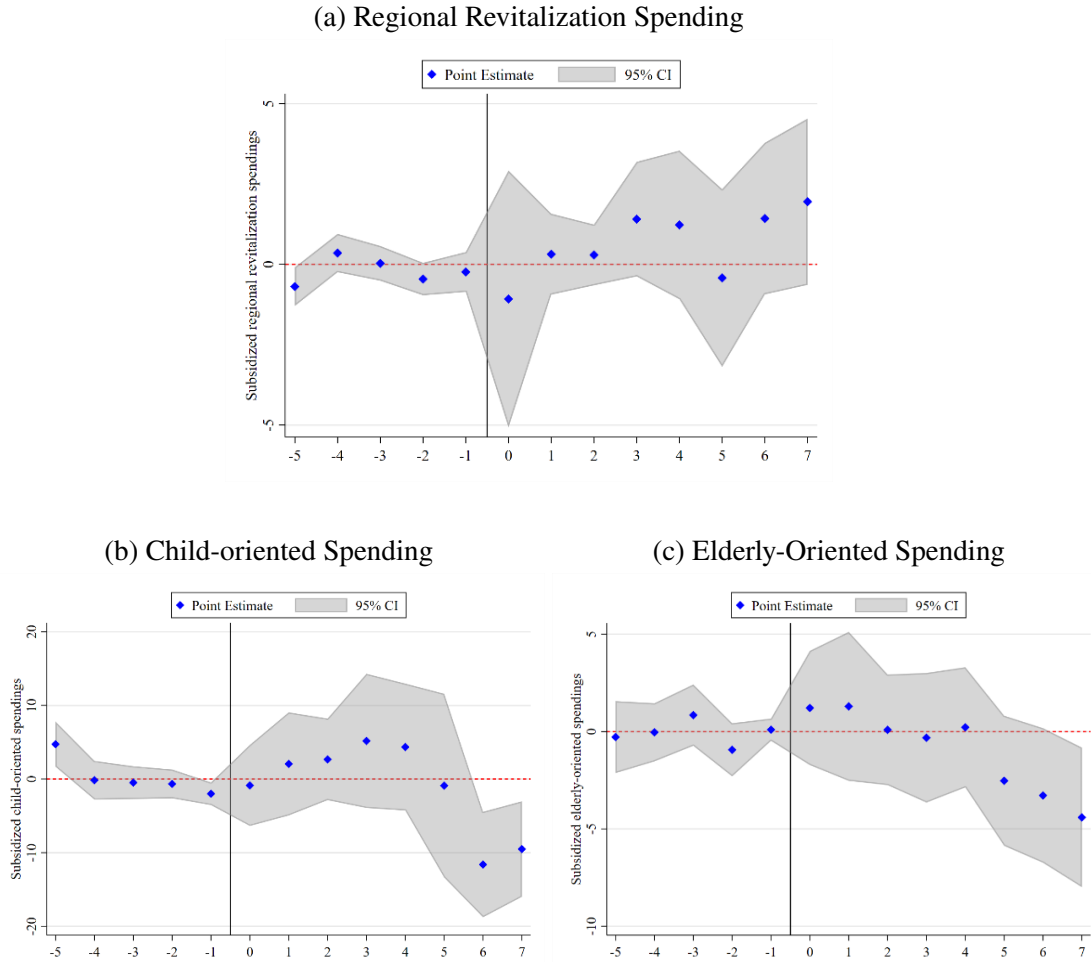 (a) Regional Revitalization Spending
Point Estimate 95% CI
Subsidized regional revitalization spendings
5
0
-5
-5 -4 -3 -2 -1 0 1 2 3 4 5 6 7
(b) Child-oriented Spending
Point Estimate 95% CI
Subsidized child-oriented spendings
20
10
0
-10
-20
-5 -4 -3 -2 -1 0 1 2 3 4 5 6 7
(c) Elderly-Oriented Spending
Point Estimate 95% CI
Subsidized elderly-oriented spendings
5
0
-5
-10
-5 -4 -3 -2 -1 0 1 2 3 4 5 6 7